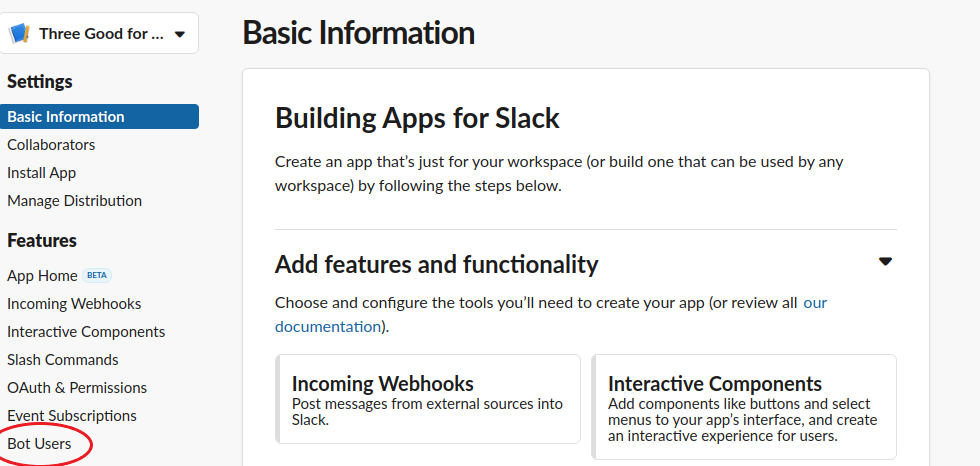 Three Good for ...
Settings
Basic Information
Collaborators
Install App
Manage Distribution
Features
App Home BETA
Incoming Webhooks
Interactive Components
Slash Commands
OAuth & Permissions
Event Subscriptions
Bot Users
Basic Information
Building Apps for Slack
Create an app that's just for your workspace (or build one that can be used by any
workspace) by following the steps below.
Add features and functionality
Choose and configure the tools you'll need to create your app (or review all our
documentation).
Incoming Webhooks
Post messages from external sources into
Slack.
Interactive Components
Add components like buttons and select
menus to your app's interface, and create
an interactive experience for users.